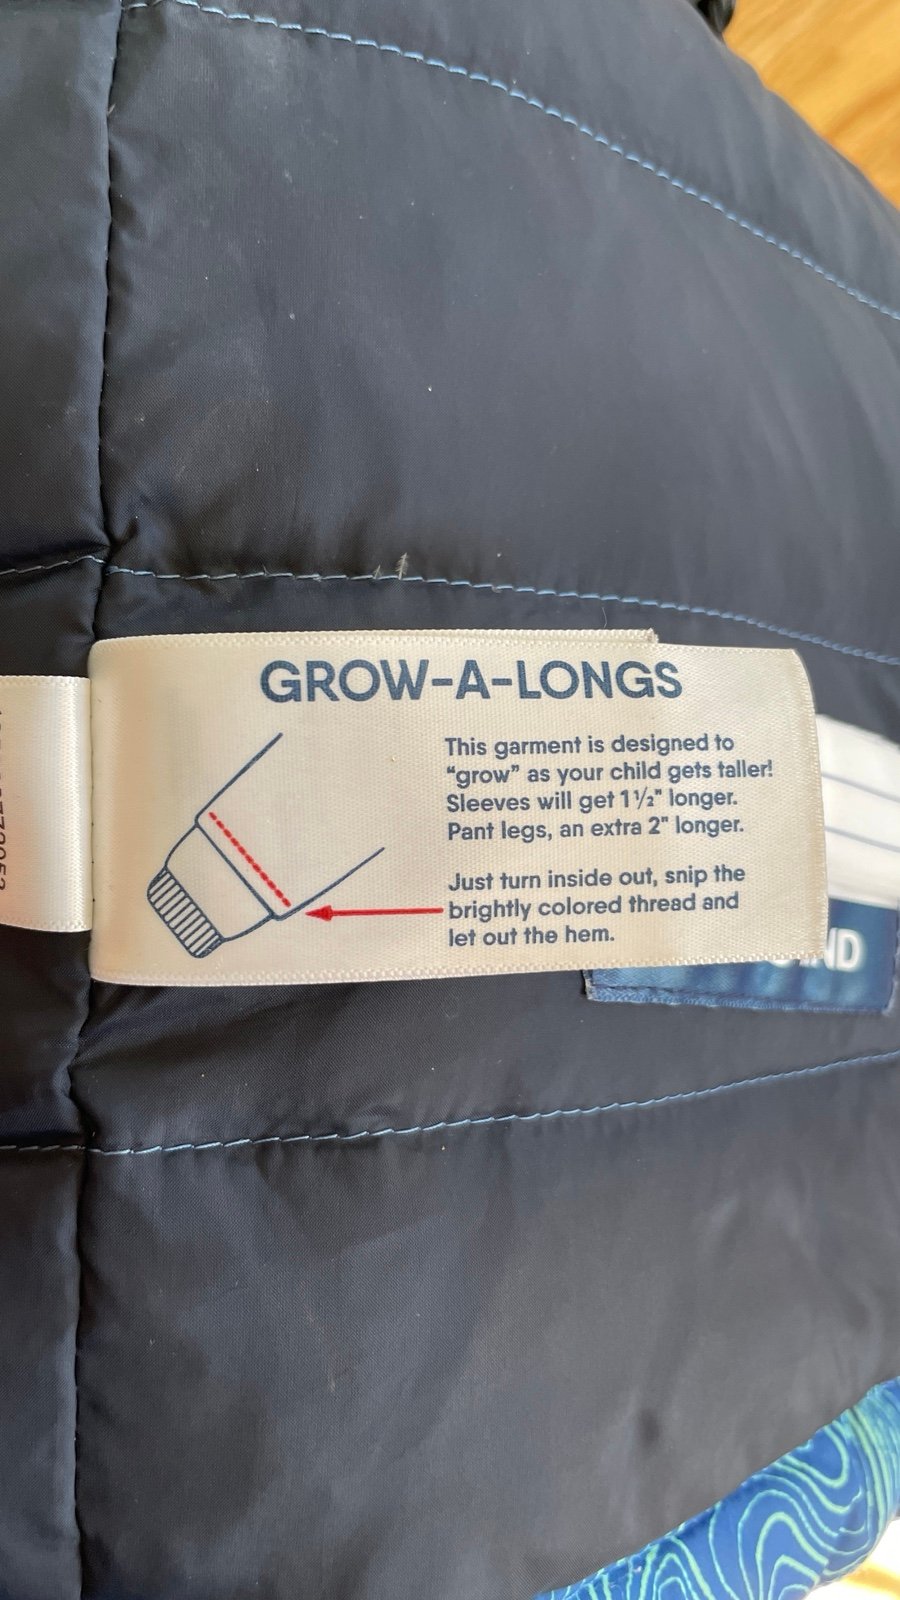 GROW-A-LONGS
This garment is designed to
“grow” as your child gets taller!
Sleeves will get 1½" longer.
Pant legs, an extra 2" longer.
Just turn inside out, snip the
brightly colored thread and
let out the hem.